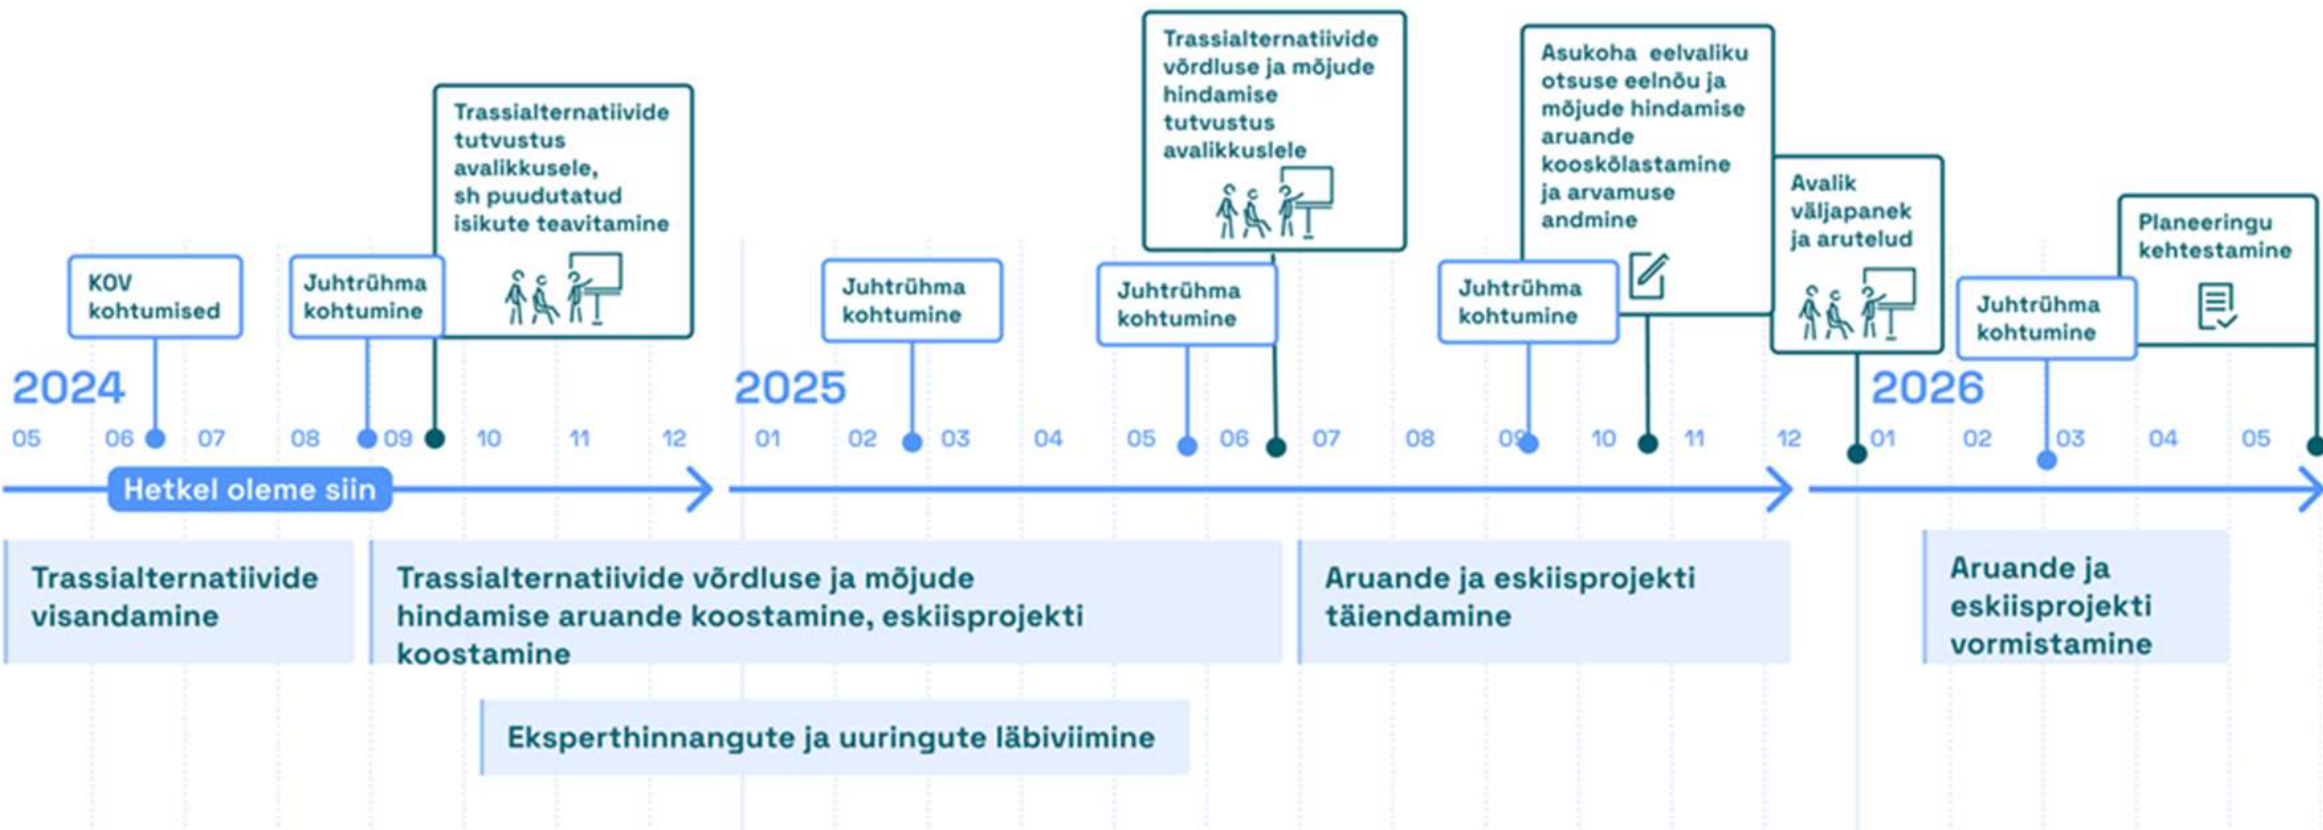 Trassialternatiivide
tutvustus
avalikkusele,
sh puudutatud
isikute teavitamine
Trassialternatiivide
võrdluse ja mõjude
hindamise
tutvustus
avalikkuslele
Asukoha eelvaliku
otsuse eelnõu ja
mõjude hindamise
aruande
kooskõlastamine
ja arvamuse
andmine
Avalik
väljapanek
ja arutelud
Planeeringu
kehtestamine
KOV
kohtumised
Juhtrühma
kohtumine
Juhtrühma
kohtumine
Juhtrühma
kohtumine
Juhtrühma
kohtumine
Juhtrühma
kohtumine
2024
2025
2026
05 06 07 08 09 10 11 12 01 02 03 04 05 06 07 08 09 10 11 12 01 02 03 04 05
Hetkel oleme siin
Trassialternatiivide
visandamine
Trassialternatiivide võrdluse ja mõjude
hindamise aruande koostamine, eskiisprojekti
koostamine
Aruande ja eskiisprojekti
täiendamine
Aruande ja
eskiisprojekti
vormistamine
Eksperthinnangute ja uuringute läbiviimine